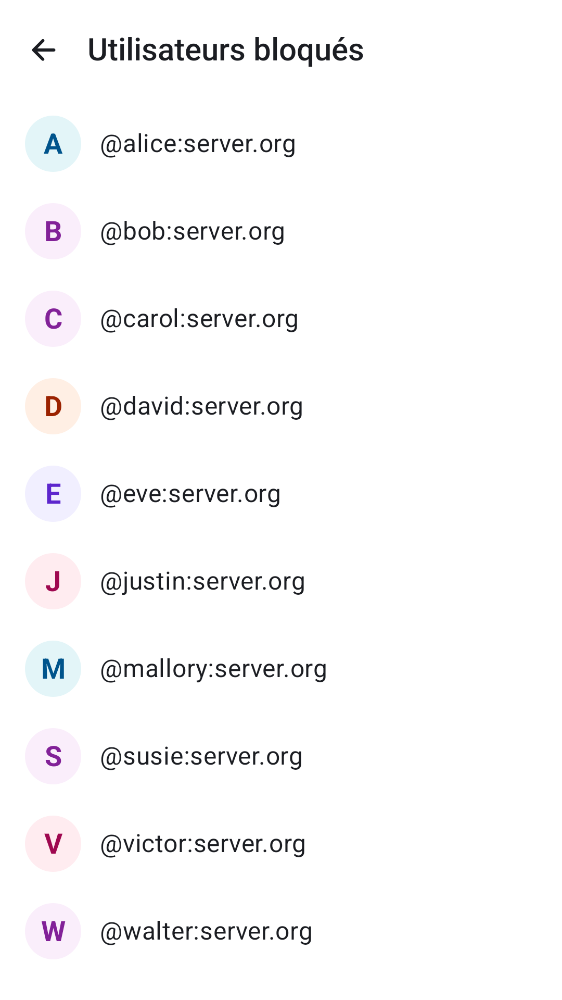 Utilisateurs bloqués
A @alice:server.org
B @bob:server.org
C @carol:server.org
D @david:server.org
E @eve:server.org
J @justin:server.org
M @mallory:server.org
S @susie:server.org
V @victor:server.org
W @walter:server.org